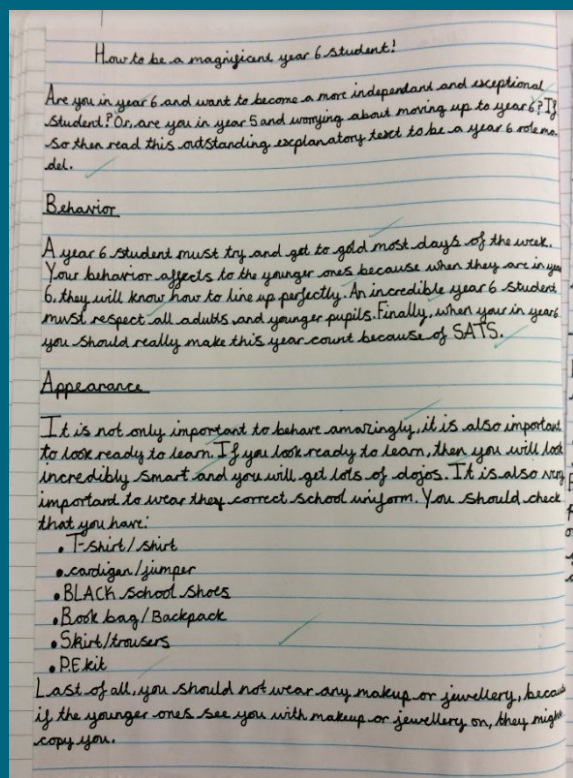 How to be a magnificent year 6 student!
Are you in year 6 and want to become a more independant and exceptional
student? Or, are you in year 5 and worrying about moving up to year 6? If
so then read this outstanding explanatory text to be a year 6 role mo-
del.
Behavior
A year 6 student must try and get to gold most days of the week.
Your behavior affects to the younger ones because when they are in year
6, they will know how to line up perfectly. An incredible year 6 student
must respect all adults and younger pupils. Finally, when your in year 6
you should really make this year count because of SATS.
Appearance
It is not only important to behave amazingly, it is also important
to look ready to learn. If you look ready to learn, then you will look
incredibly smart and you will get lots of dojos. It is also very
important to wear they correct school uniform. You should check
that you have:
• T-shirt/shirt
• cardigan/jumper
• BLACK school shoes
• Book bag/Backpack
• Skirt/trousers
• P.E kit
Last of all, you should not wear any makeup or jewellery, because
if the younger ones see you with makeup or jewellery on, they might
copy you.